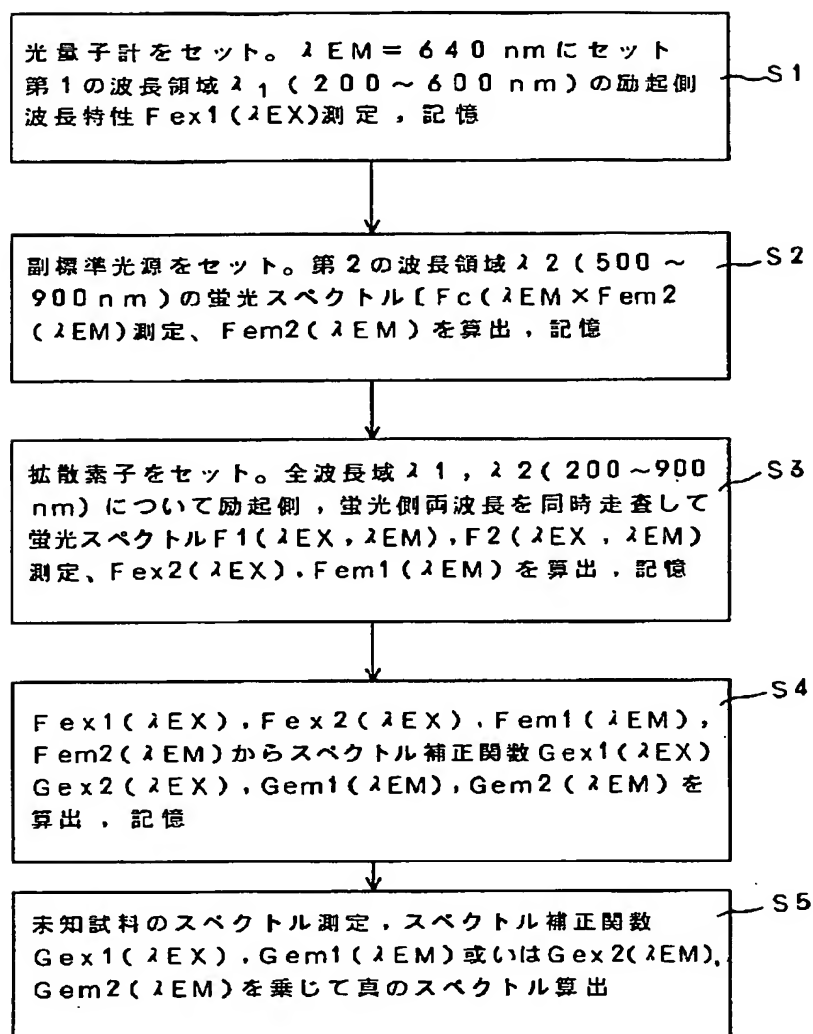 光量子計をセット。λEM=640nmにセット
第1の波長領域λ1(200~600nm)の励起側
波長特性Fex1(λEX)測定,記憶
S1
副標準光源をセット。第2の波長領域λ2(500~
900nm)の蛍光スペクトル〔Fc(λEM×Fem2
(λEM)測定、Fem2(λEM)を算出,記憶
S2
拡散素子をセット。全波長域λ1,λ2(200~900
nm)について励起側,蛍光側両波長を同時走査して
蛍光スペクトルF1(λEX,λEM),F2(λEX,λEM)
測定、Fex2(λEX),Fem1(λEM)を算出,記憶
S3
Fex1(λEX),Fex2(λEX),Fem1(λEM),
Fem2(λEM)からスペクトル補正関数Gex1(λEX)
Gex2(λEX),Gem1(λEM),Gem2(λEM)を
算出,記憶
S4
未知試料のスペクトル測定,スペクトル補正関数
Gex1(λEX),Gem1(λEM)或いはGex2(λEM),
Gem2(λEM)を乗じて真のスペクトル算出
S5